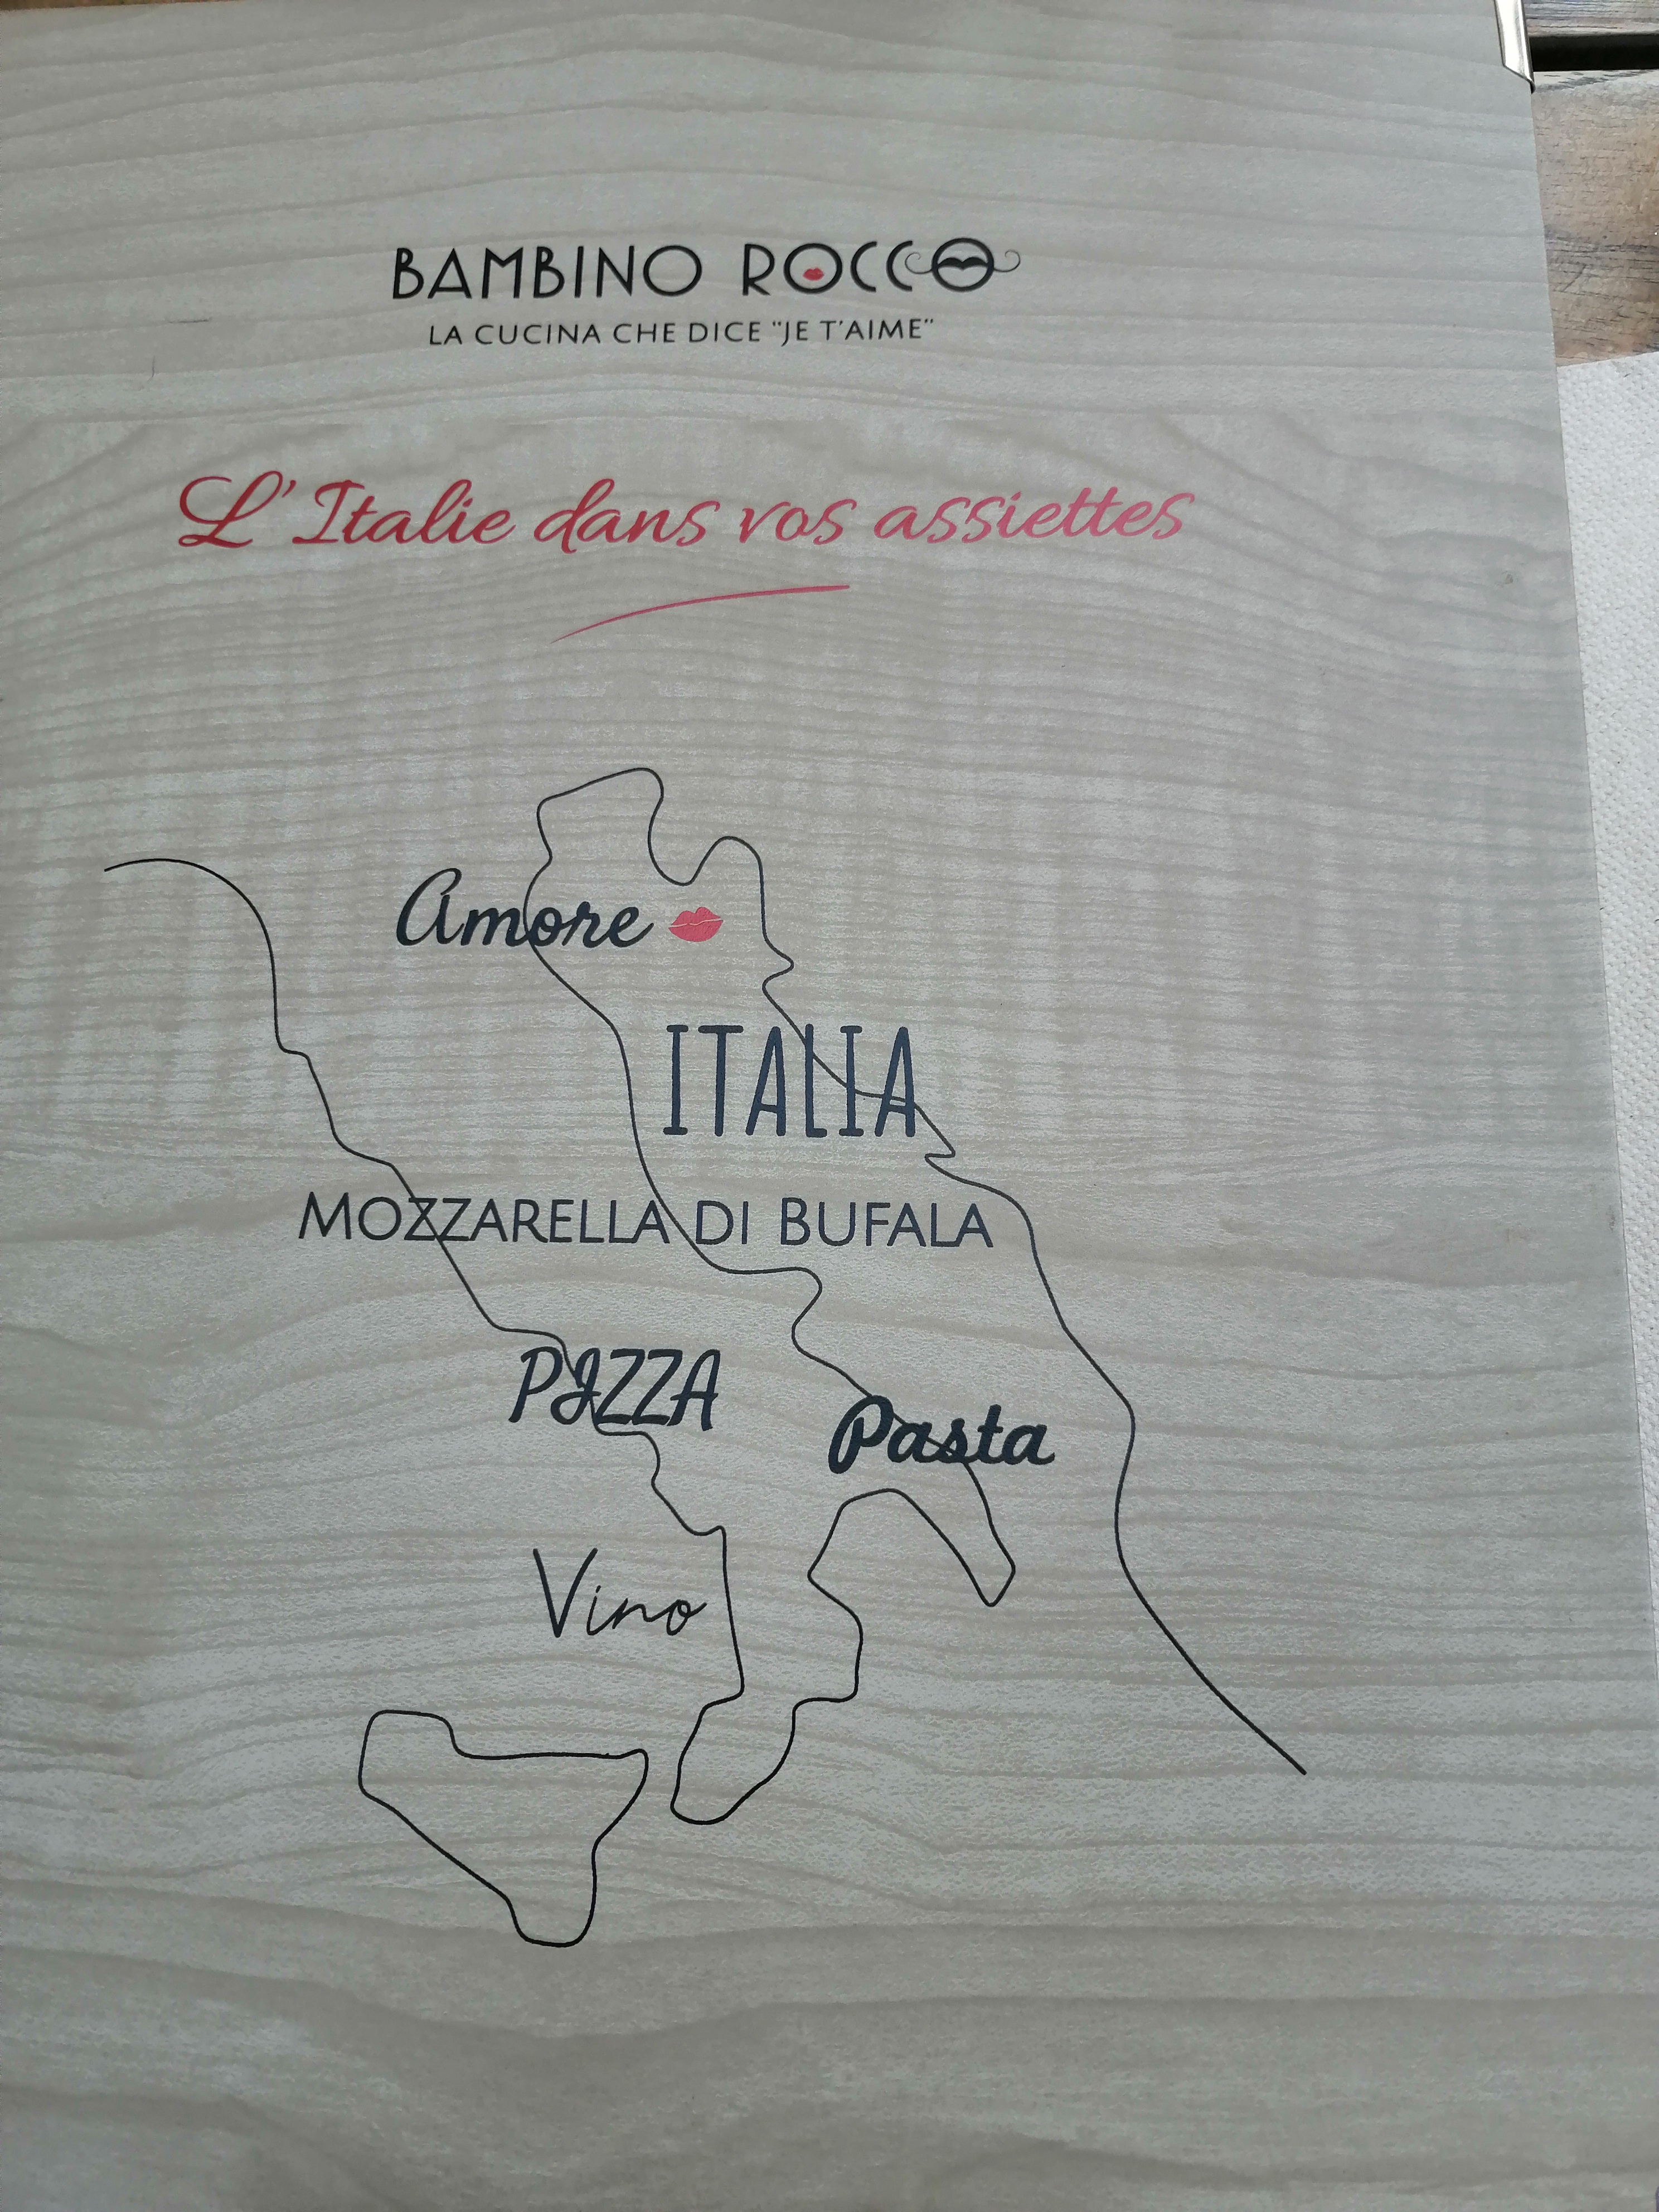 BAMBINO ROCCO
LA CUCINA CHE DICE "JE T'AIME"
L'Italie dans vos assiettes
Amore
ITALIA
MOZZARELLA DI BUFALA
PIZZA
Pasta
Vino